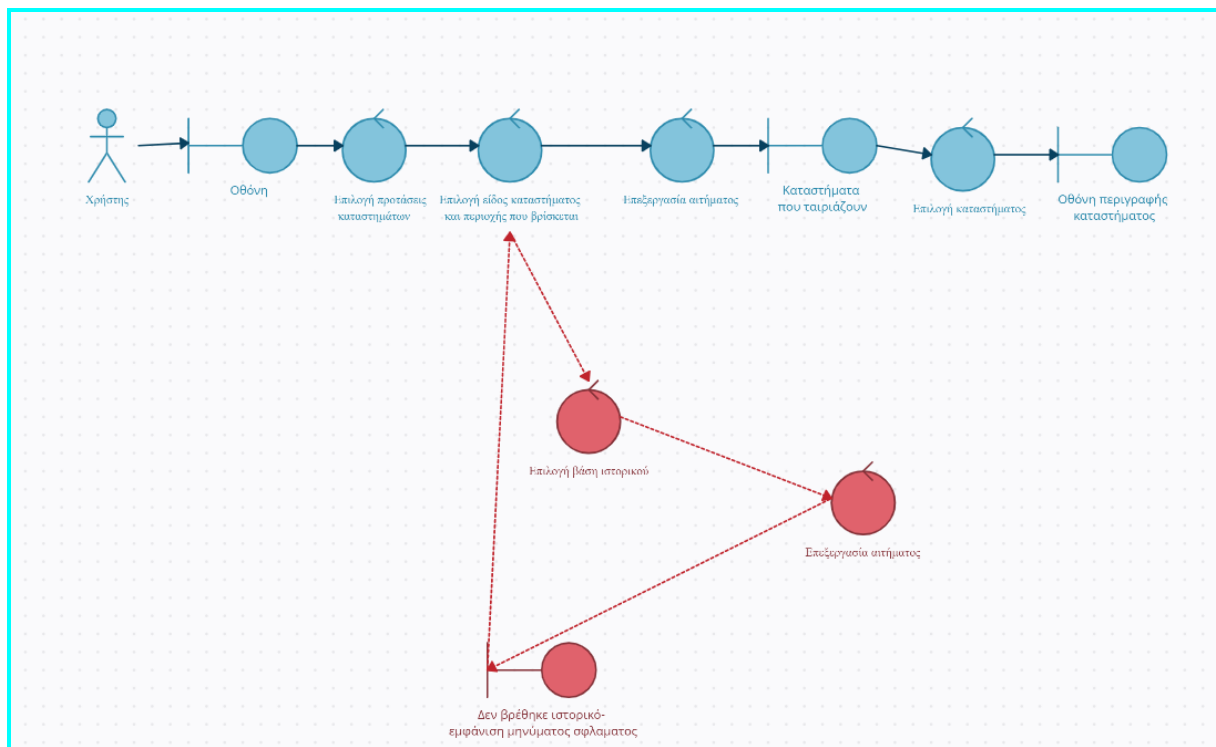 Χρήστης
Οθόνη
Επιλογή προτάσεις
καταστημάτων
Επιλογή είδος καταστήματος
και περιοχής που βρίσκεται
Επεξεργασία αιτήματος
Καταστήματα
που ταιριάζουν
Επιλογή καταστήματος
Οθόνη περιγραφής
καταστήματος
Επιλογή βάση ιστορικού
Επεξεργασία αιτήματος
Δεν βρέθηκε ιστορικό-
εμφάνιση μηνύματος σφλαματος